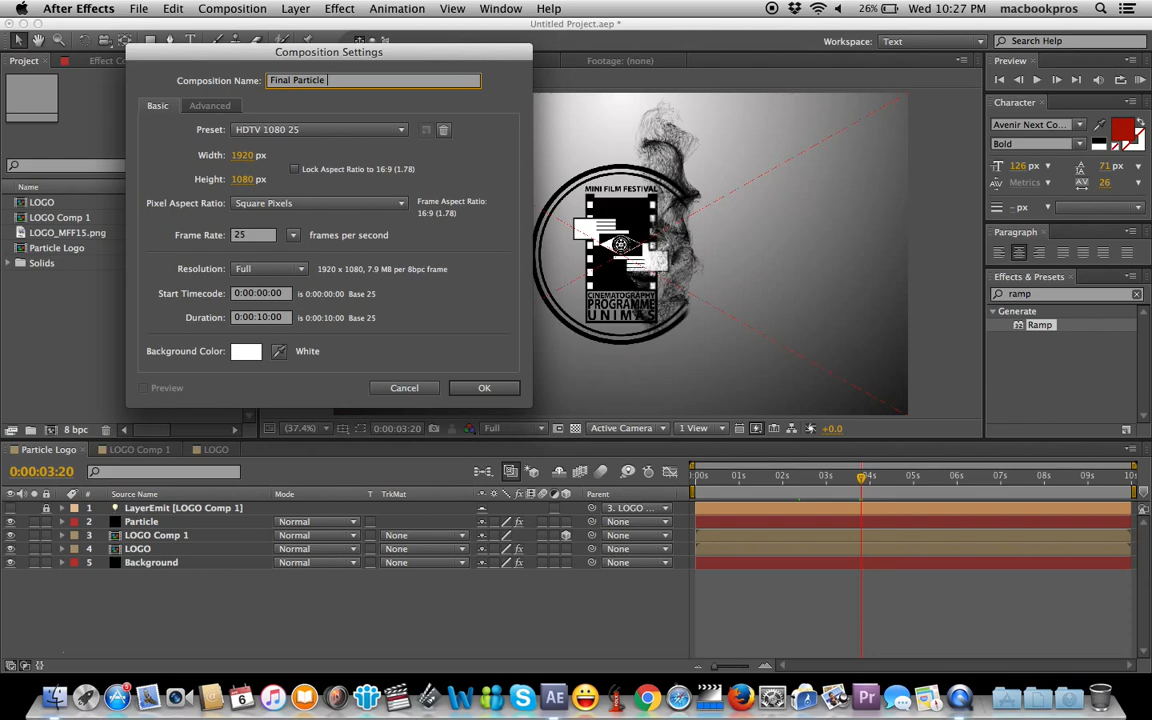 After Effects File Edit Composition Layer Effect Animation View Window Help 26% Wed 10:27 PM macbookpros
Untitled Project.aep *
Workspace: Text Search Help
Project Effect Co Footage: (none) Preview
Composition Settings
Composition Name: Final Particle
Basic Advanced
Preset: HDTV 1080 25
Width: 1920 px
Lock Aspect Ratio to 16:9 (1.78)
Height: 1080 px
Pixel Aspect Ratio: Square Pixels
Frame Aspect Ratio:
16:9 (1.78)
Frame Rate: 25 frames per second
Resolution: Full 1920 x 1080, 7.9 MB per 8bpc frame
Start Timecode: 0:00:00:00 is 0:00:00:00 Base 25
Duration: 0:00:10:00 is 0:00:10:00 Base 25
Background Color: White
Preview Cancel OK
Name
LOGO
LOGO Comp 1
LOGO_MFF15.png
Particle Logo
Solids
8 bpc
MINI FILM FESTIVAL
CINEMATOGRAPHY
PROGRAMME
UNIMAS
Character
Avenir Next Co...
Bold
126 px 71 px
Metrics 26
- px
Paragraph
Effects & Presets
ramp
Generate
Ramp
(37.4%) 0:00:03:20 Full Active Camera 1 View +0.0
Particle Logo LOGO Comp 1 LOGO
0:00:03:20
:00s 01s 02s 03s 04s 05s 06s 07s 08s 09s 10s
# Source Name Mode T TrkMat Parent
1 LayerEmit [LOGO Comp 1] 3. LOGO ...
2 Particle Normal None
3 LOGO Comp 1 Normal None None
4 LOGO Normal None None
5 Background Normal None None